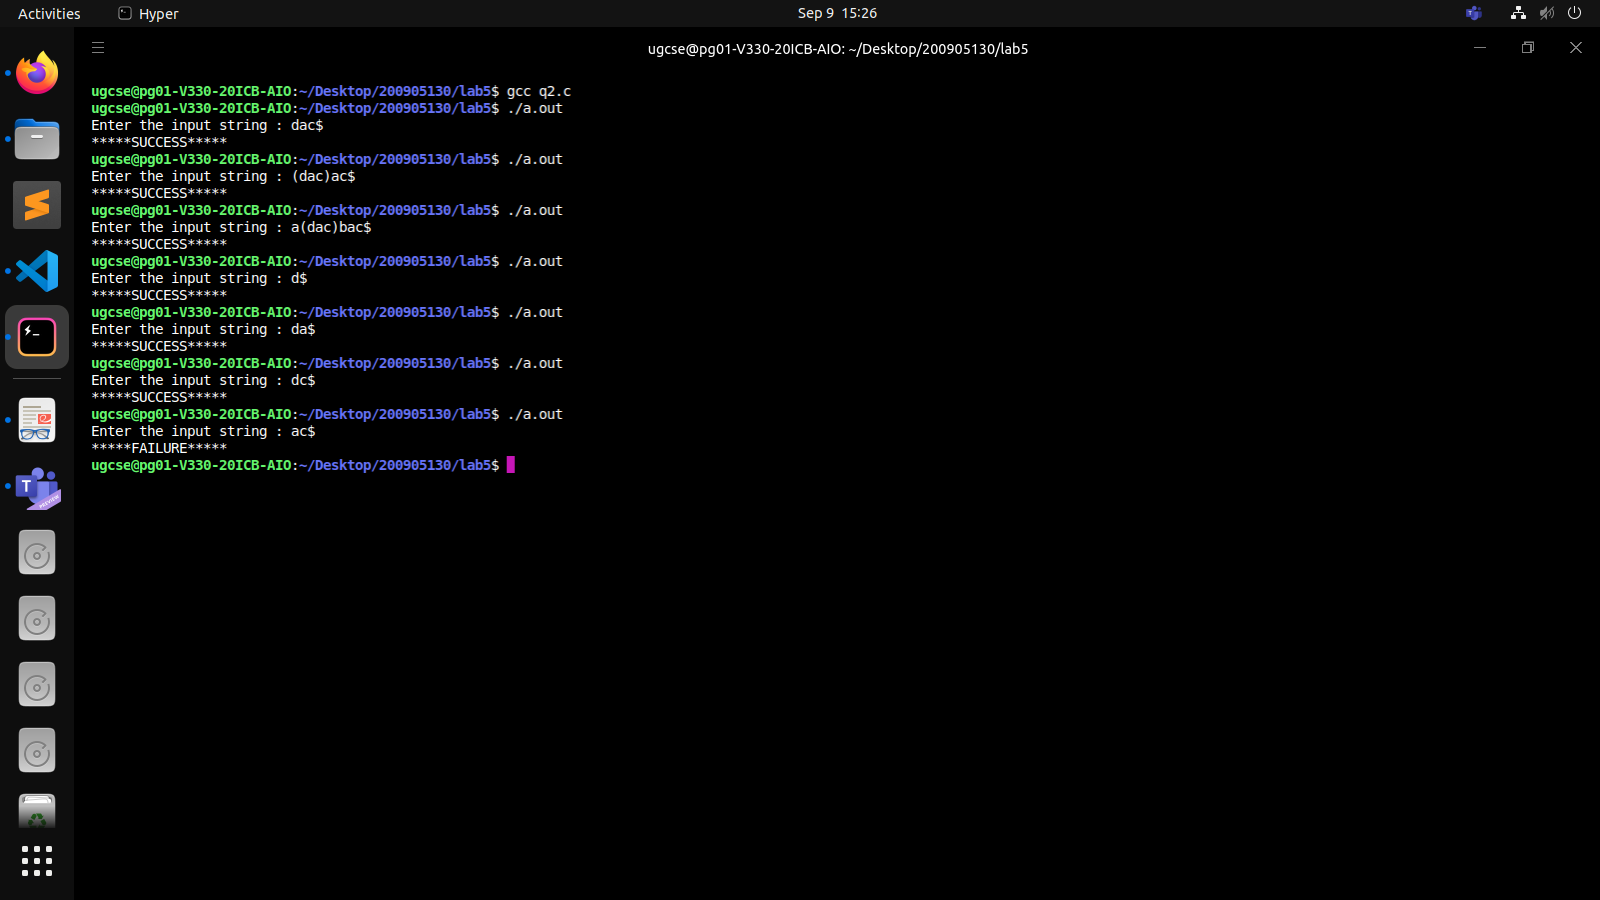 Activities
Hyper
Sep 9 15:26
ugcse@pg01-V330-20ICB-AIO: ~/Desktop/200905130/lab5
ugcse@pg01-V330-20ICB-AIO:~/Desktop/200905130/lab5$ gcc q2.c
ugcse@pg01-V330-20ICB-AIO:~/Desktop/200905130/lab5$ ./a.out
Enter the input string : dac$
*****SUCCESS*****
ugcse@pg01-V330-20ICB-AIO:~/Desktop/200905130/lab5$ ./a.out
Enter the input string : (dac)ac$
*****SUCCESS*****
ugcse@pg01-V330-20ICB-AIO:~/Desktop/200905130/lab5$ ./a.out
Enter the input string : a(dac)bac$
*****SUCCESS*****
ugcse@pg01-V330-20ICB-AIO:~/Desktop/200905130/lab5$ ./a.out
Enter the input string : d$
*****SUCCESS*****
ugcse@pg01-V330-20ICB-AIO:~/Desktop/200905130/lab5$ ./a.out
Enter the input string : da$
*****SUCCESS*****
ugcse@pg01-V330-20ICB-AIO:~/Desktop/200905130/lab5$ ./a.out
Enter the input string : dc$
*****SUCCESS*****
ugcse@pg01-V330-20ICB-AIO:~/Desktop/200905130/lab5$ ./a.out
Enter the input string : ac$
*****FAILURE*****
ugcse@pg01-V330-20ICB-AIO:~/Desktop/200905130/lab5$